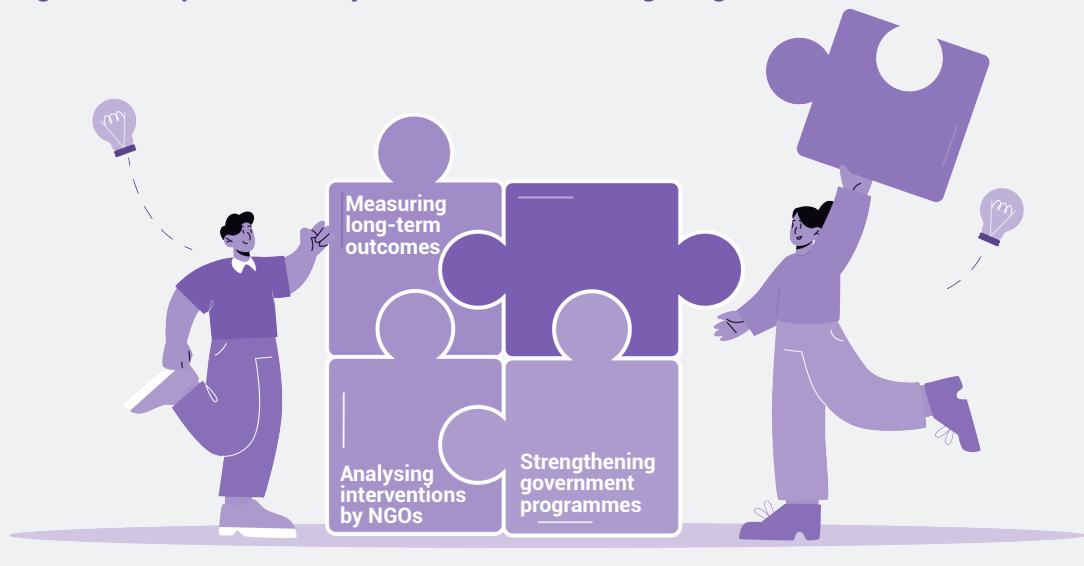 Measuring
long-term
outcomes
Analysing
interventions
by NGOs
Strengthening
government
programmes